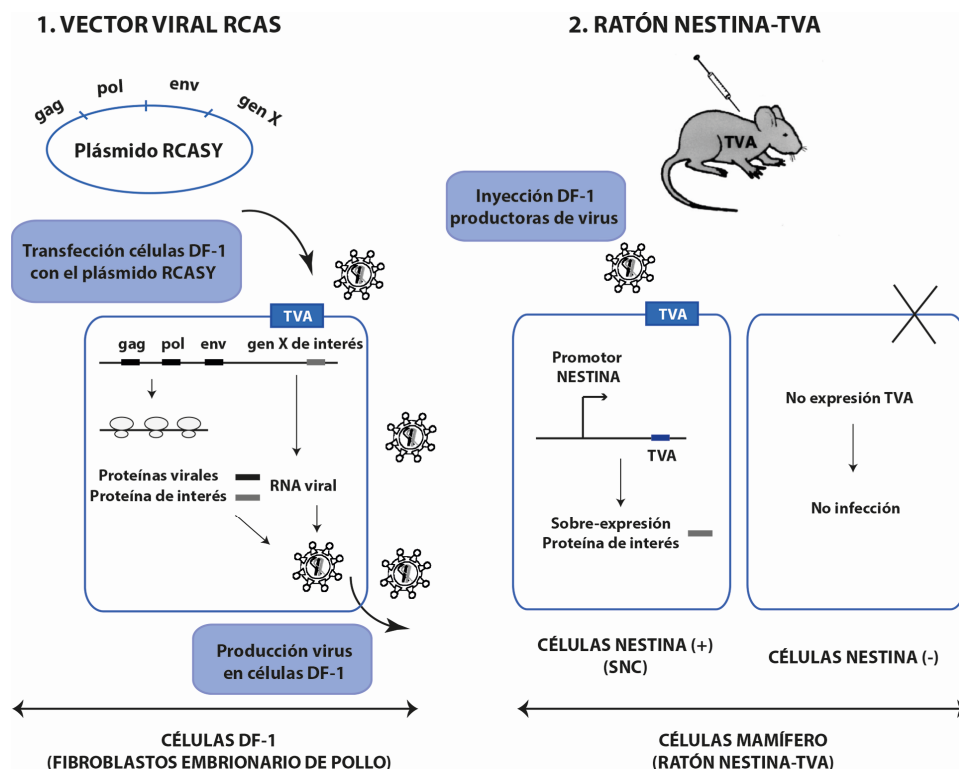 1. VECTOR VIRAL RCAS
gag
pol
env
gen X
Plásmido RCASY
Transfección células DF-1
con el plásmido RCASY
TVA
gag pol env gen X de interés
Proteínas virales
Proteína de interés
RNA viral
Producción virus
en células DF-1
CÉLULAS DF-1
(FIBROBLASTOS EMBRIONARIO DE POLLO)
2. RATÓN NESTINA-TVA
TVA
Inyección DF-1
productoras de virus
TVA
Promotor
NESTINA
TVA
Sobre-expresión
Proteína de interés
CÉLULAS NESTINA (+)
(SNC)
No expresión TVA
No infección
CÉLULAS NESTINA (-)
CÉLULAS MAMÍFERO
(RATÓN NESTINA-TVA)